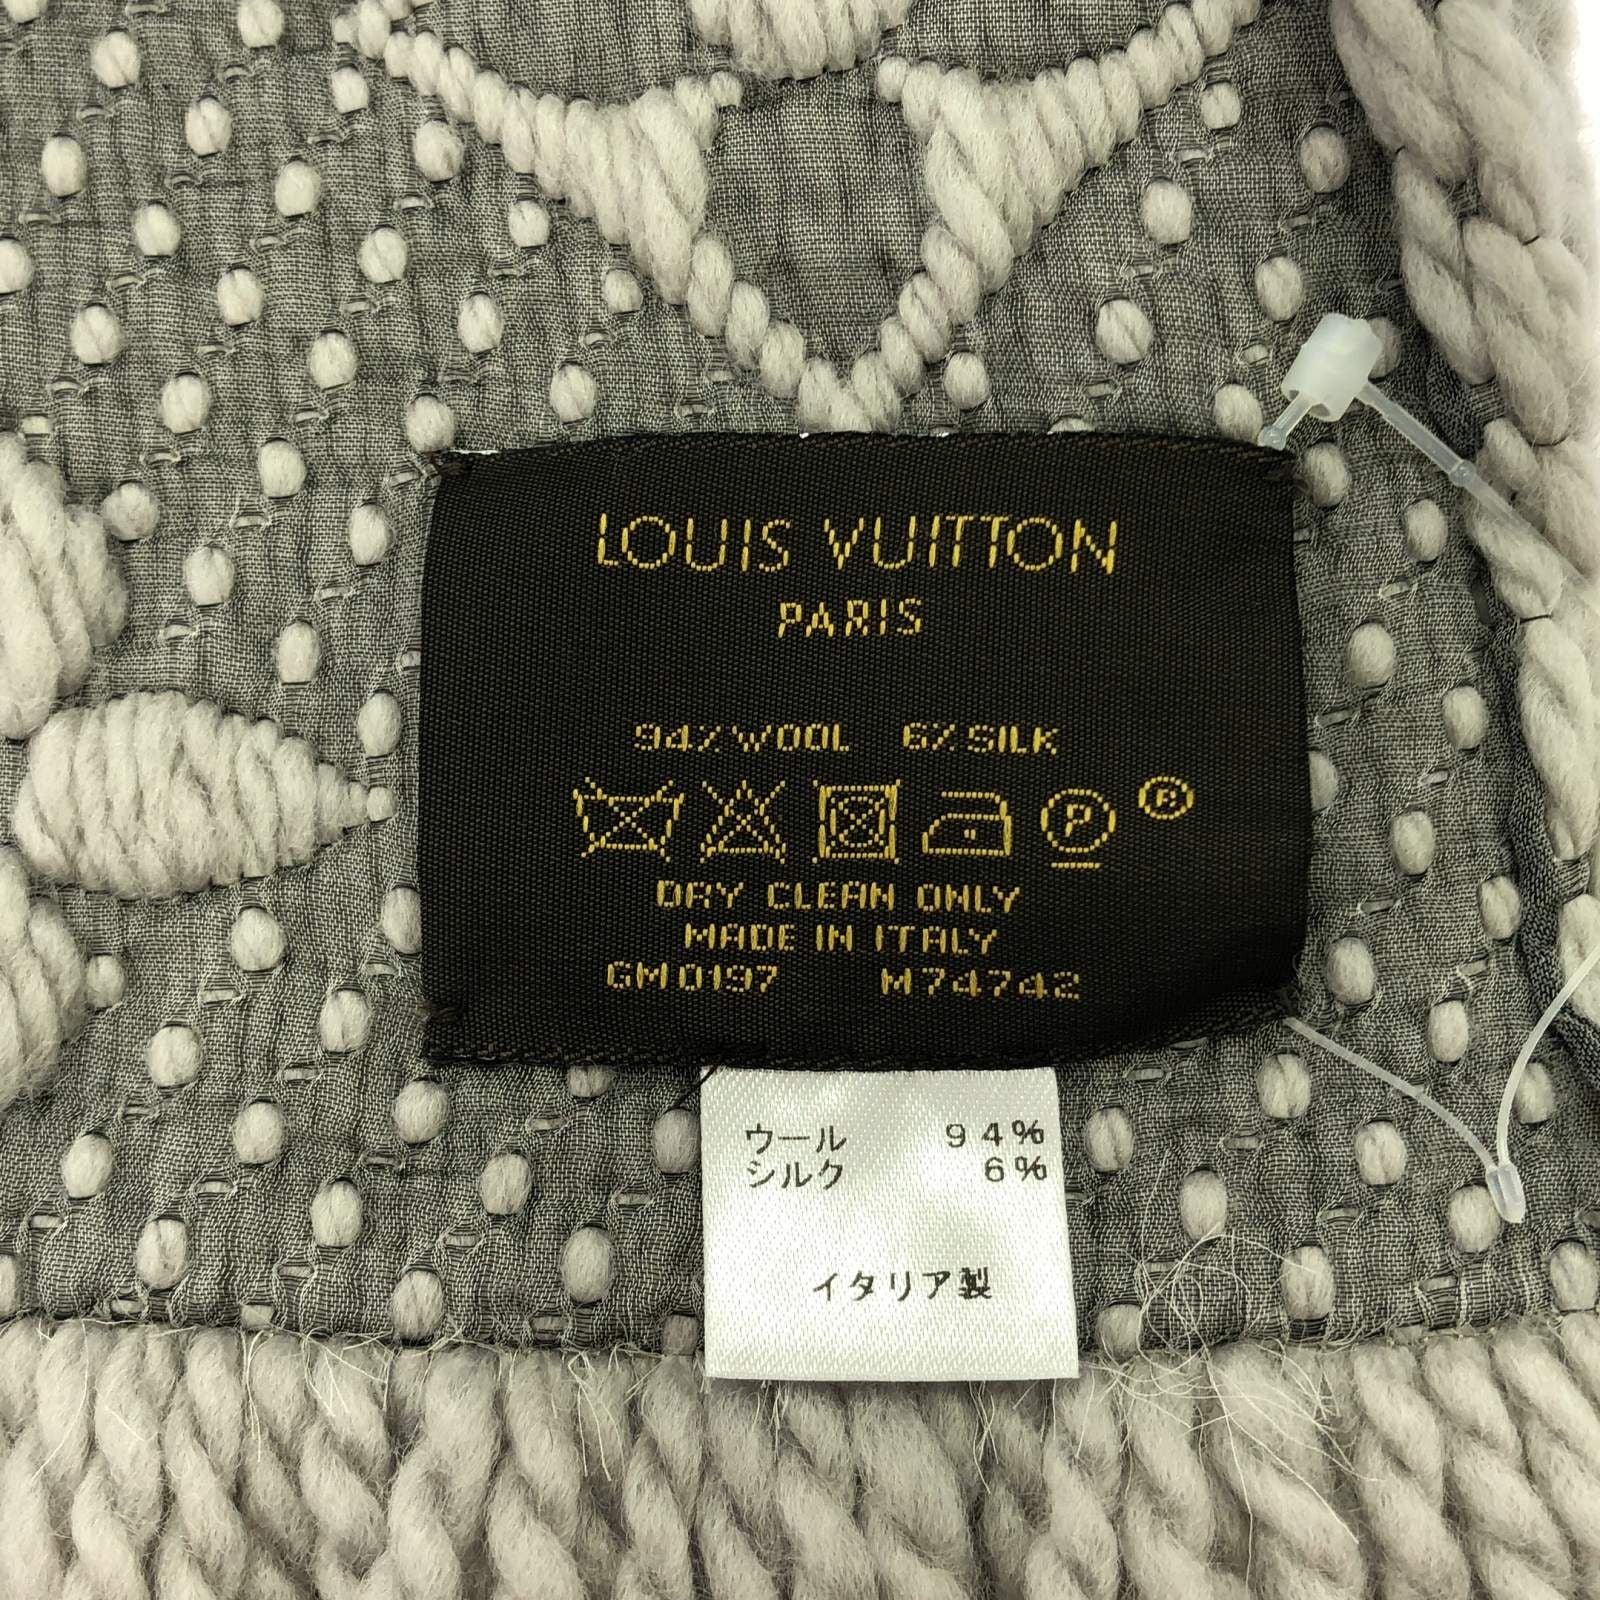 LOUIS VUITTON
PARIS
94% WOOL 6% SILK
P ®
DRY CLEAN ONLY
MADE IN ITALY
GM0197 M74742
ウール 94%
シルク 6%
イタリア製